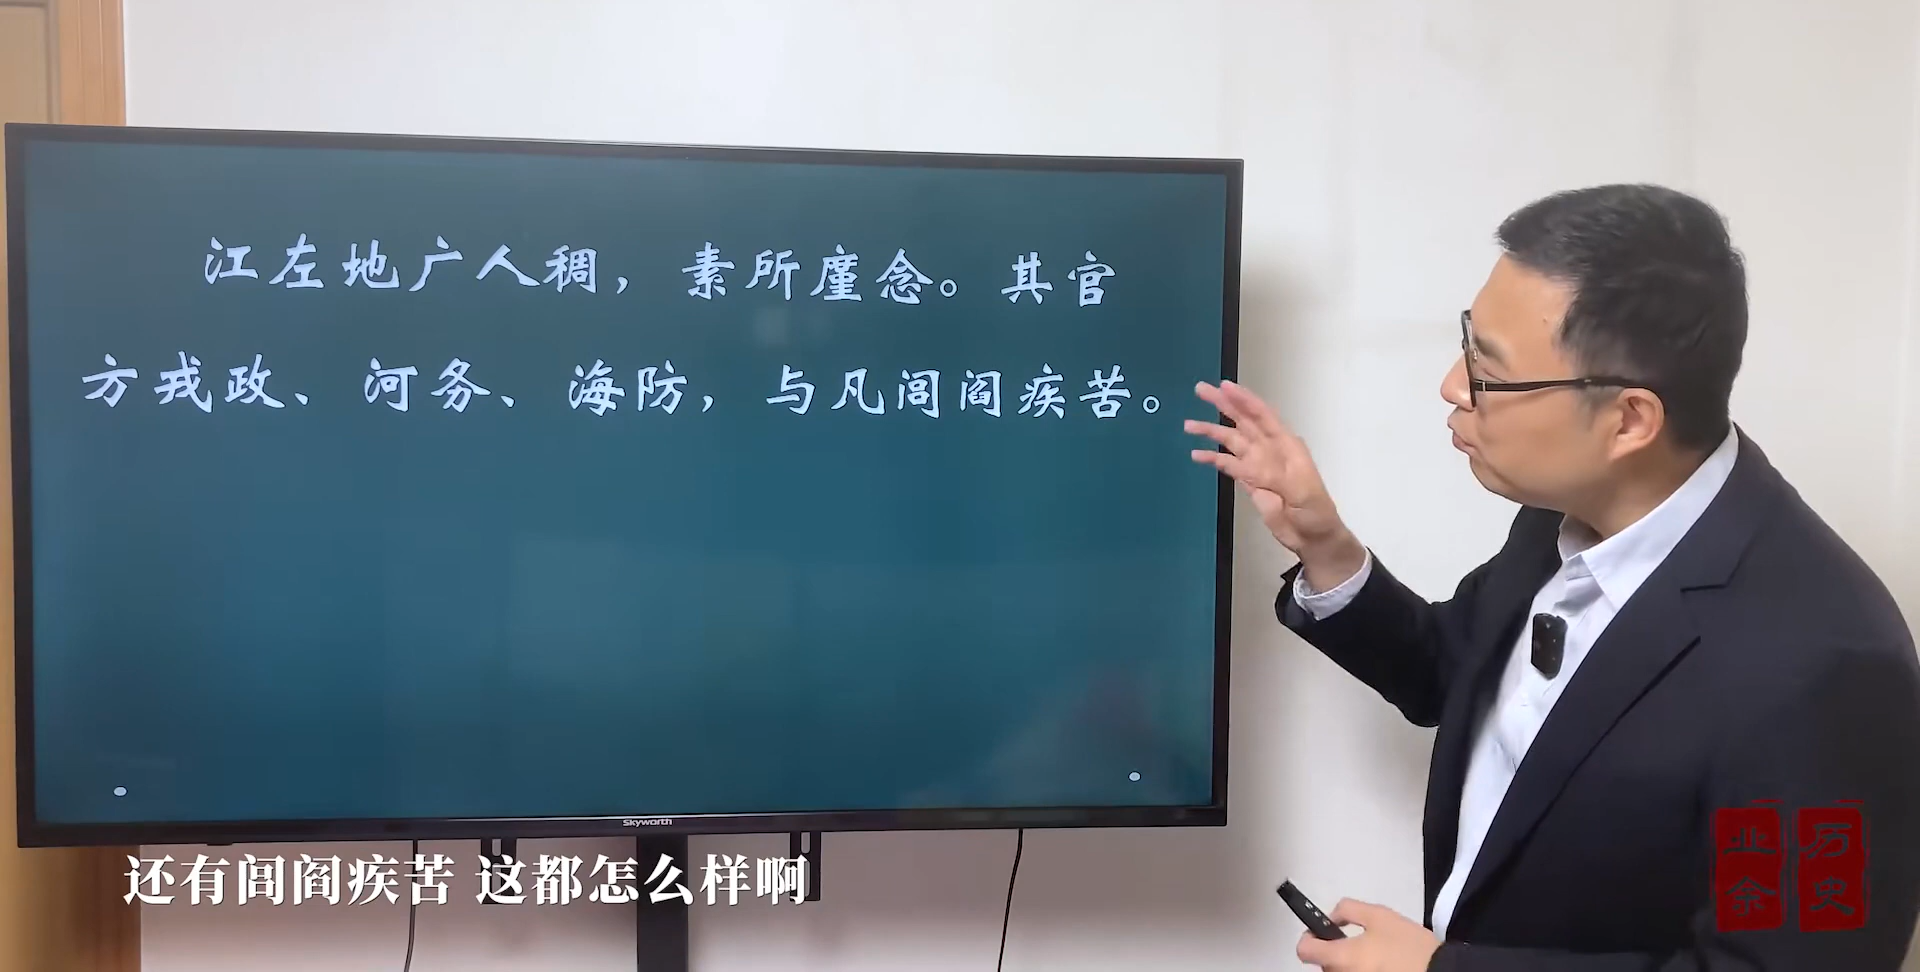 江左地广人稠，素所廑念。其官
方戎政、河务、海防，与凡闾阎疾苦。
Skyworth
还有闾阎疾苦 这都怎么样啊
业余
历史